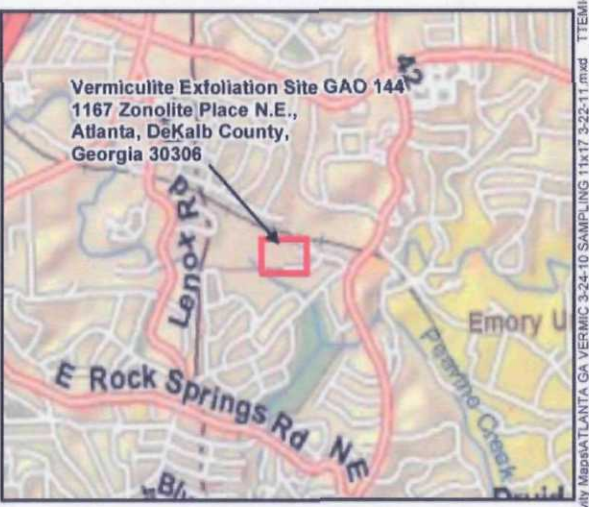 Vermiculite Exfoliation Site GAO 144
1167 Zonolite Place N.E.,
Atlanta, DeKalb County,
Georgia 30306
42
Lenox Rd
Emory U
Peavine Creek
E Rock Springs Rd NE
Druid
ATLANTA GA VERMIC 3-24-10 SAMPLING 11x17 3-22-11.mxd